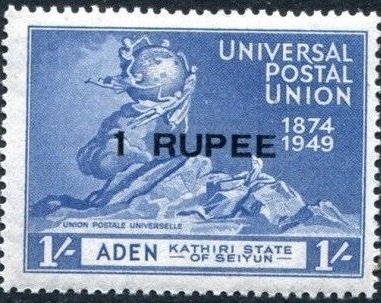 UNIVERSAL
POSTAL
UNION
1874
1949
1 RUPEE
UNION POSTALE UNIVERSELLE
1/- ADEN KATHIRI STATE
OF SEIYUN 1/-